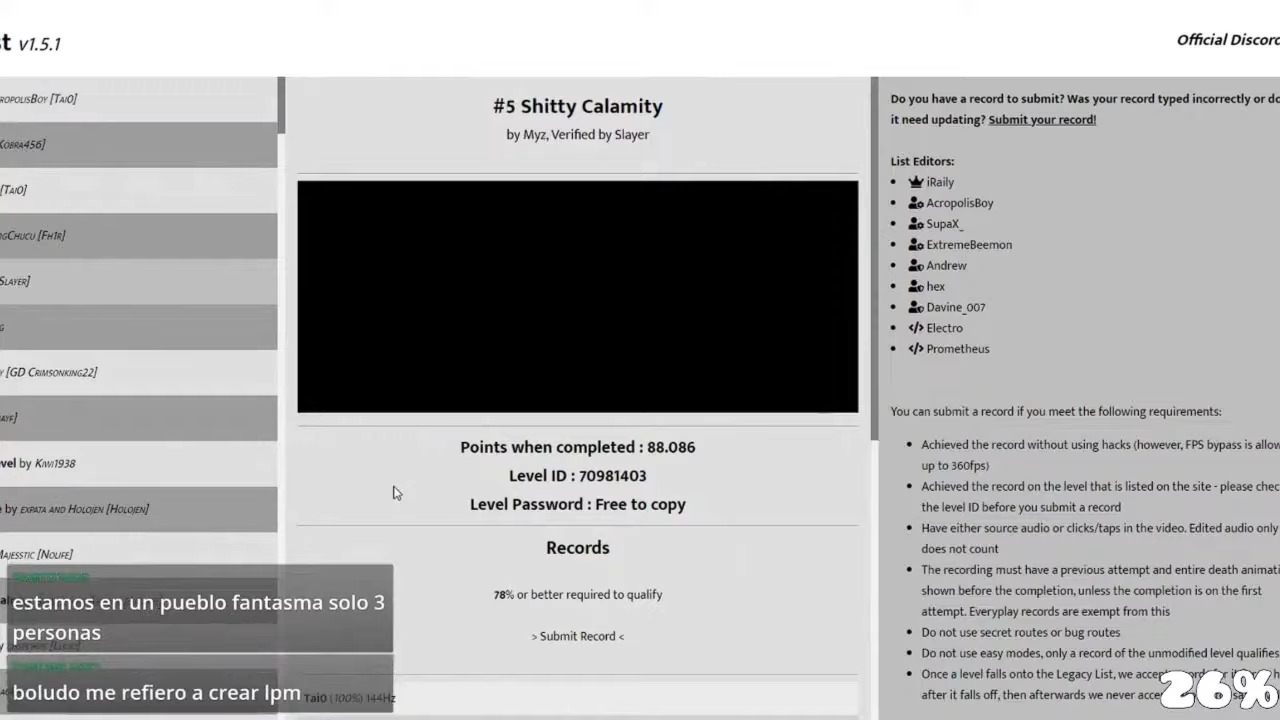 st v1.5.1
Official Discord
ropolisBoy [Tai0]
Kobra456]
[Tai0]
gChucu [Fh1r]
Slayer]
y [GD Crimsonking22]
vel by Kiwi1938
e by expata and Holojen [Holojen]
Majesstic [Noufe]
#5 Shitty Calamity
by Myz, Verified by Slayer
Points when completed : 88.086
Level ID : 70981403
Level Password : Free to copy
Records
78% or better required to qualify
> Submit Record <
Tai0 (100%) 144Hz
Do you have a record to submit? Was your record typed incorrectly or do
it need updating? Submit your record!
List Editors:
iRaily
AcropolisBoy
SupaX_
ExtremeBeemon
Andrew
hex
Davine_007
</> Electro
</> Prometheus
You can submit a record if you meet the following requirements:
Achieved the record without using hacks (however, FPS bypass is allow
up to 360fps)
Achieved the record on the level that is listed on the site - please chec
the level ID before you submit a record
Have either source audio or clicks/taps in the video. Edited audio only
does not count
The recording must have a previous attempt and entire death animati
shown before the completion, unless the completion is on the first
attempt. Everyplay records are exempt from this
Do not use secret routes or bug routes
Do not use easy modes, only a record of the unmodified level qualifies
Once a level falls onto the Legacy List, we accept
after it falls off, then afterwards we never
estamos en un pueblo fantasma solo 3
personas
boludo me refiero a crear lpm
26%